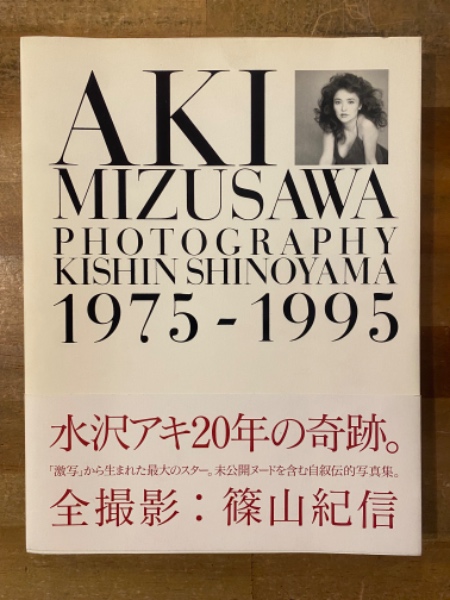 AKI
MIZUSAWA
PHOTOGRAPHY
KISHIN SHINOYAMA
1975-1995
水沢アキ20年の奇跡。
「激写」から生まれた最大のスター。未公開ヌードを含む自叙伝的写真集。
全撮影：篠山紀信